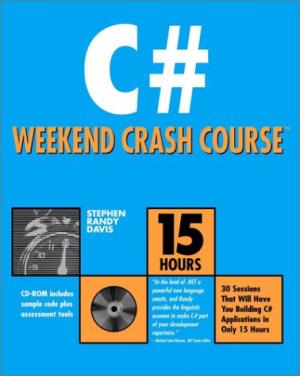 C#
WEEKEND CRASH COURSE™
STEPHEN
RANDY
DAVIS
15
HOURS
CD-ROM includes
sample code plus
assessment tools
"In the land of .NET a
powerful new language
awaits, and Randy
provides the linguistic
acumen to make C# part
of your development
repertoire."
30 Sessions
That Will Have
You Building C#
Applications in
Only 15 Hours